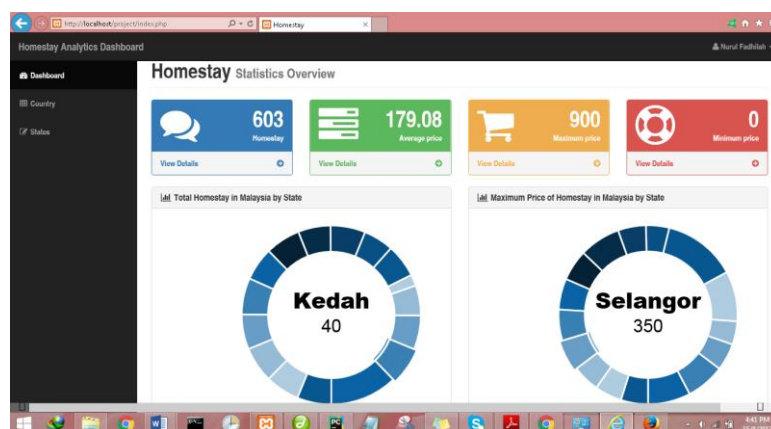 http://localhost/project/index.php
Homestay
Homestay Analytics Dashboard
Nurul Fadhilah
Dashboard
Country
Status
Homestay Statistics Overview
603
Homestay
View Details
179.08
Average price
View Details
900
Maximum price
View Details
0
Minimum price
View Details
Total Homestay in Malaysia by State
Kedah
40
Maximum Price of Homestay in Malaysia by State
Selangor
350
4:41 PM